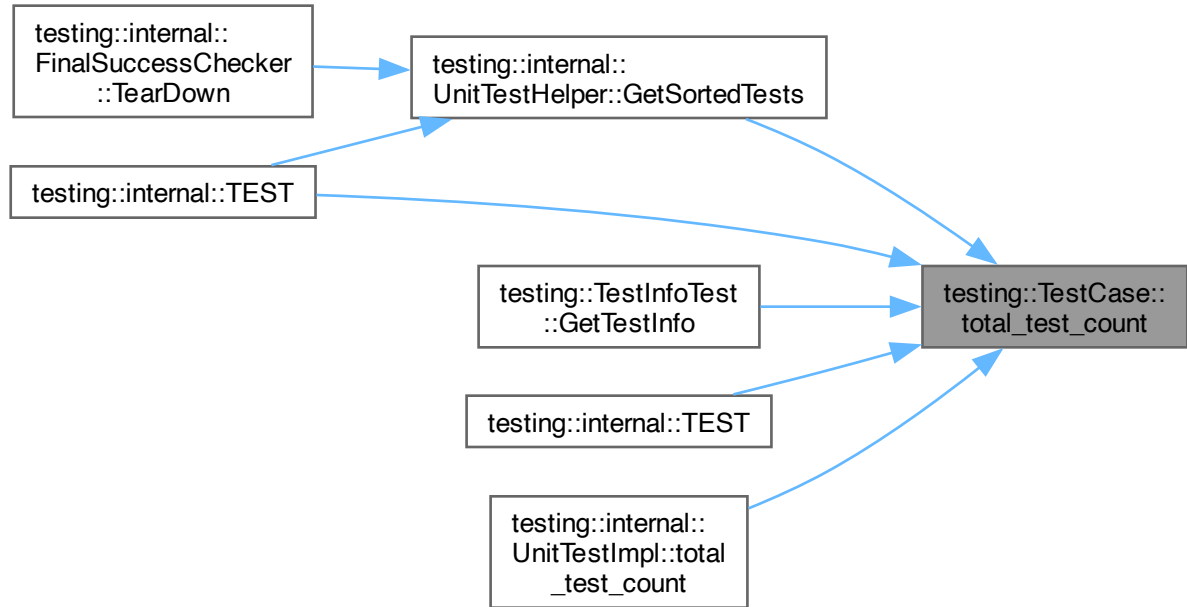 testing::internal::
FinalSuccessChecker
::TearDown
testing::internal::
UnitTestHelper::GetSortedTests
testing::internal::TEST
testing::TestInfoTest
::GetTestInfo
testing::TestCase::
total_test_count
testing::internal::TEST
testing::internal::
UnitTestImpl::total
_test_count